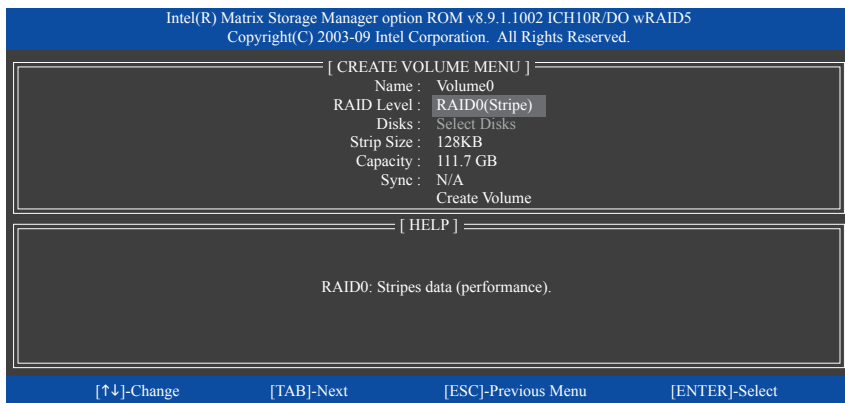 Intel(R) Matrix Storage Manager option ROM v8.9.1.1002 ICH10R/DO wRAID5
Copyright(C) 2003-09 Intel Corporation. All Rights Reserved.
[ CREATE VOLUME MENU ]
Name : Volume0
RAID Level : RAID0(Stripe)
Disks : Select Disks
Strip Size : 128KB
Capacity : 111.7 GB
Sync : N/A
Create Volume
[ HELP ]
RAID0: Stripes data (performance).
[↑↓]-Change [TAB]-Next [ESC]-Previous Menu [ENTER]-Select